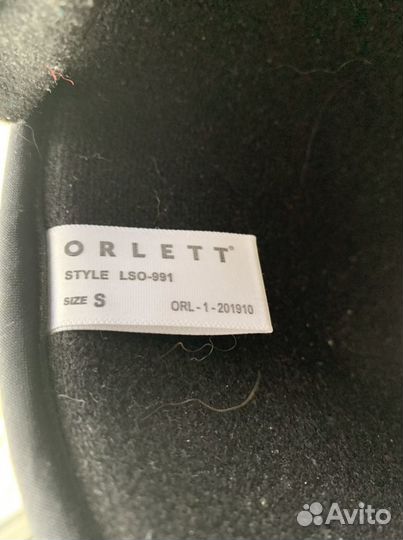 ORLETT®
STYLE LSO-991
SIZE S ORL - 1 - 201910
Avito